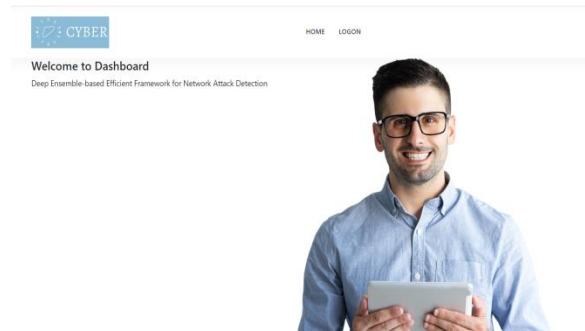 CYBER
HOME LOGON
Welcome to Dashboard
Deep Ensemble-based Efficient Framework for Network Attack Detection